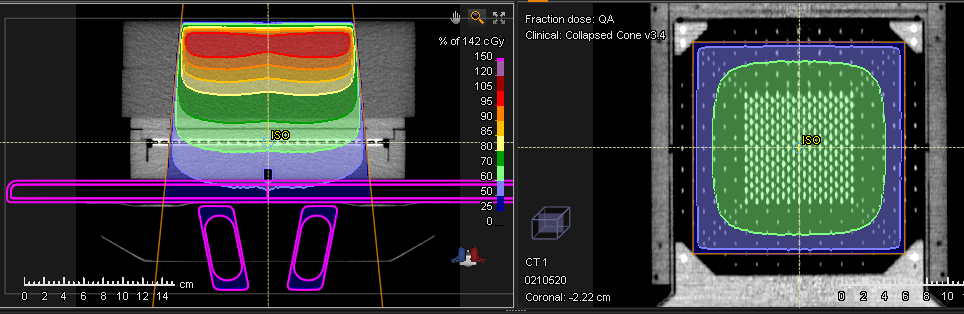 % of 142 cGy
150
120
105
95
90
85
80
70
60
50
25
0
ISO
cm
0 2 4 6 8 10 12 14
Fraction dose: QA
Clinical: Collapsed Cone v3.4
ISO
CT 1
0210520
Coronal: -2.22 cm
0 2 4 6 8 10